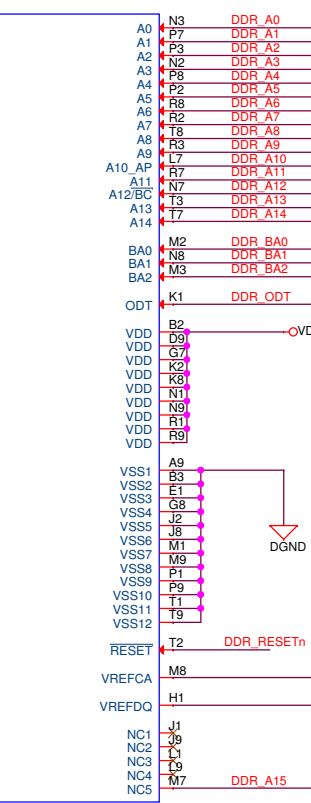 A0 N3 DDR_A0
A1 P7 DDR_A1
A2 P3 DDR_A2
A3 N2 DDR_A3
A4 P8 DDR_A4
A5 P2 DDR_A5
A6 R8 DDR_A6
A7 R2 DDR_A7
A8 T8 DDR_A8
A9 R3 DDR_A9
A10_AP L7 DDR_A10
A11 R7 DDR_A11
A12/BC N7 DDR_A12
A13 T3 DDR_A13
A14 T7 DDR_A14
BA0 M2 DDR_BA0
BA1 N8 DDR_BA1
BA2 M3 DDR_BA2
ODT K1 DDR_ODT
VDD B2
VDD D9
VDD G7
VDD K2
VDD K8
VDD N1
VDD N9
VDD R1
VDD R9
VSS1 A9
VSS2 B3
VSS3 E1
VSS4 G8
VSS5 J2
VSS6 J8
VSS7 M1
VSS8 M9
VSS9 P1
VSS10 P9
VSS11 T1
VSS12 T9
DGND
RESET T2 DDR_RESETn
VREFCA M8
VREFDQ H1
NC1 J1
NC2 J9
NC3 L1
NC4 L9
NC5 M7 DDR_A15